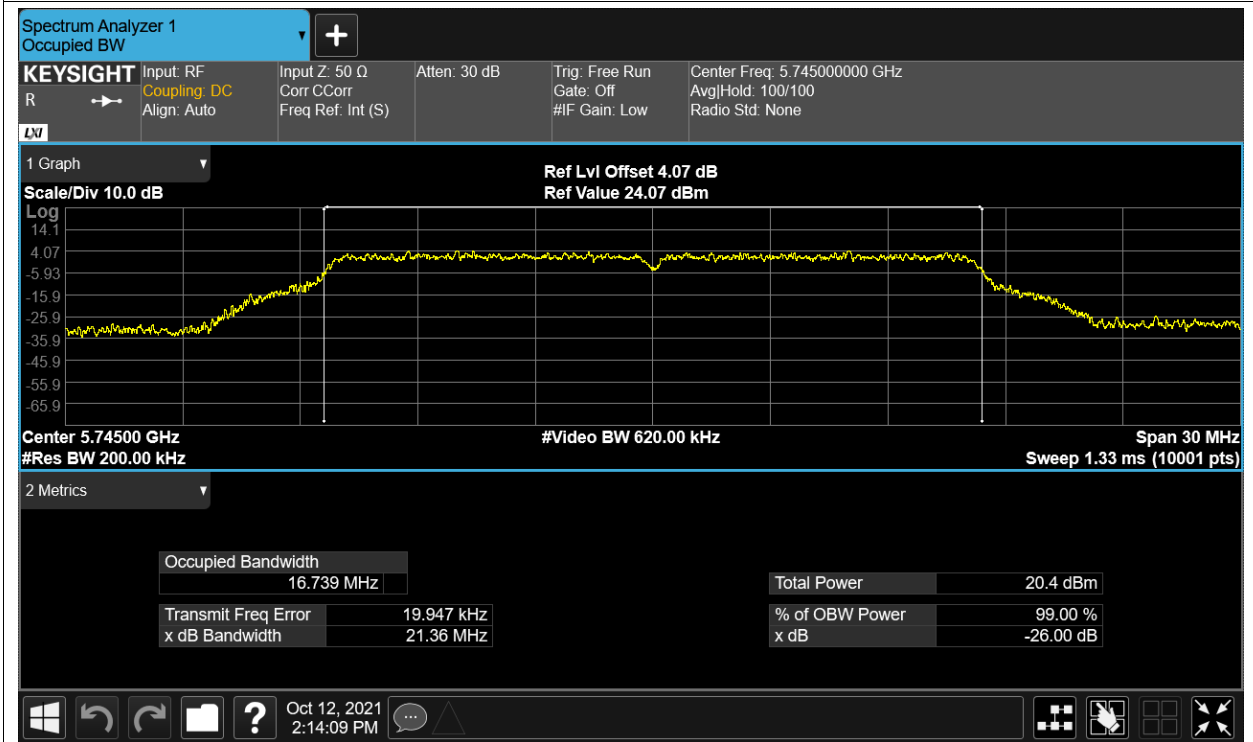 Spectrum Analyzer 1
Occupied BW
KEYSIGHT
R
LXI
Input: RF
Coupling: DC
Align: Auto
Input Z: 50 Ω
Corr CCorr
Freq Ref: Int (S)
Atten: 30 dB
Trig: Free Run
Gate: Off
#IF Gain: Low
Center Freq: 5.745000000 GHz
Avg|Hold: 100/100
Radio Std: None
1 Graph
Scale/Div 10.0 dB
Ref Lvl Offset 4.07 dB
Ref Value 24.07 dBm
Log
14.1
4.07
-5.93
-15.9
-25.9
-35.9
-45.9
-55.9
-65.9
Center 5.74500 GHz
#Video BW 620.00 kHz
Span 30 MHz
#Res BW 200.00 kHz
Sweep 1.33 ms (10001 pts)
2 Metrics
Occupied Bandwidth
16.739 MHz
Transmit Freq Error 19.947 kHz
x dB Bandwidth 21.36 MHz
Total Power 20.4 dBm
% of OBW Power 99.00 %
x dB -26.00 dB
?
Oct 12, 2021
2:14:09 PM